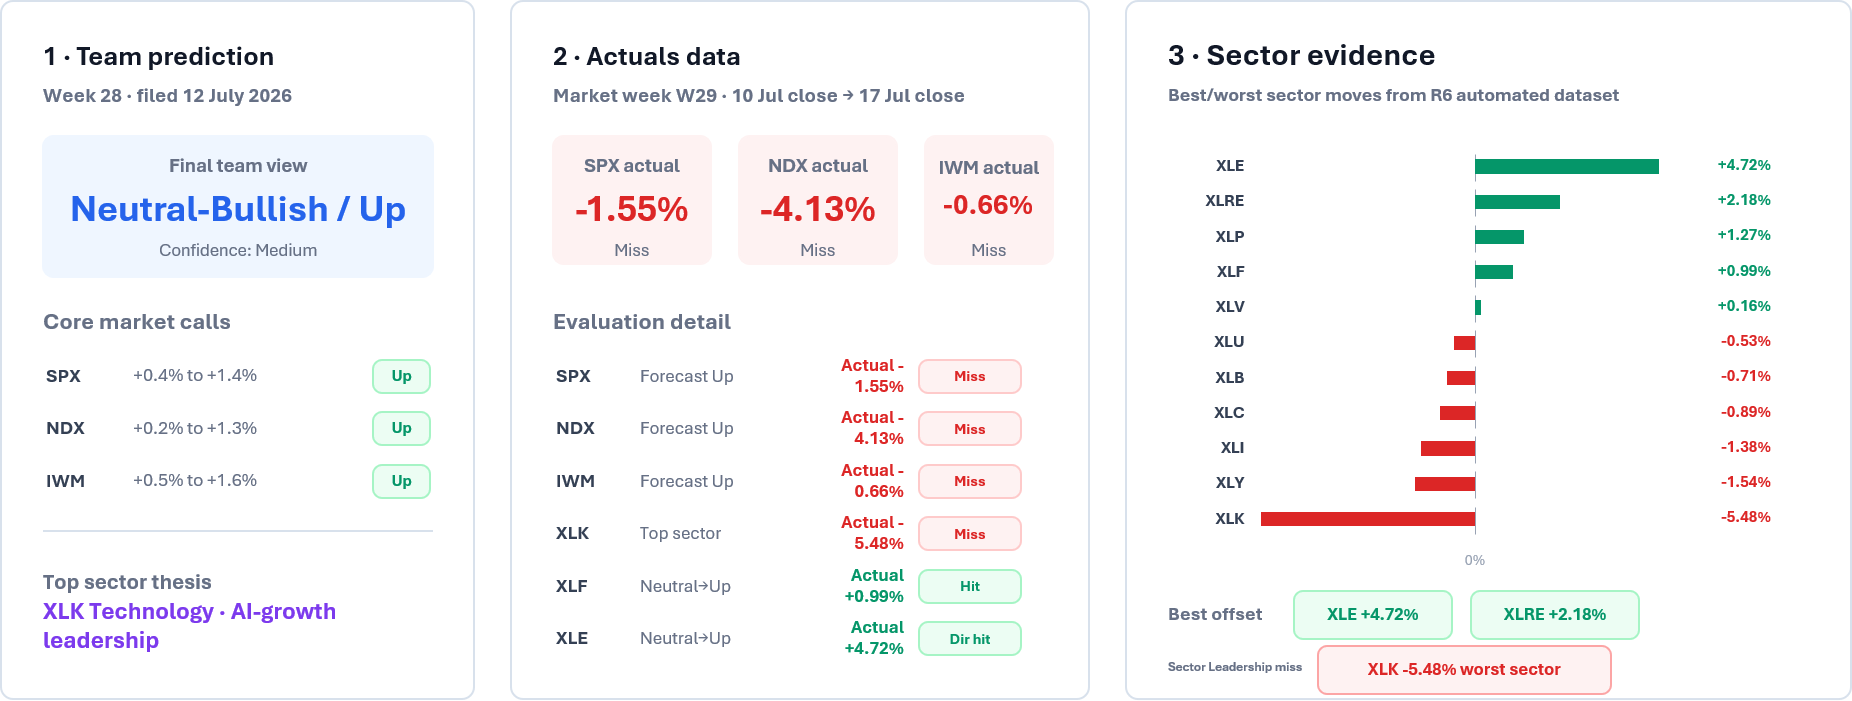 1 · Team prediction
Week 28 · filed 12 July 2026
Final team view
Neutral-Bullish / Up
Confidence: Medium
Core market calls
SPX +0.4% to +1.4% Up
NDX +0.2% to +1.3% Up
IWM +0.5% to +1.6% Up
Top sector thesis
XLK Technology · AI-growth
leadership
2 · Actuals data
Market week W29 · 10 Jul close → 17 Jul close
SPX actual
-1.55%
Miss
NDX actual
-4.13%
Miss
IWM actual
-0.66%
Miss
Evaluation detail
SPX Forecast Up Actual -
1.55% Miss
NDX Forecast Up Actual -
4.13% Miss
IWM Forecast Up Actual -
0.66% Miss
XLK Top sector Actual -
5.48% Miss
XLF Neutral→Up Actual
+0.99% Hit
XLE Neutral→Up Actual
+4.72% Dir hit
3 · Sector evidence
Best/worst sector moves from R6 automated dataset
XLE +4.72%
XLRE +2.18%
XLP +1.27%
XLF +0.99%
XLV +0.16%
XLU -0.53%
XLB -0.71%
XLC -0.89%
XLI -1.38%
XLY -1.54%
XLK -5.48%
0%
Best offset XLE +4.72% XLRE +2.18%
Sector Leadership miss XLK -5.48% worst sector